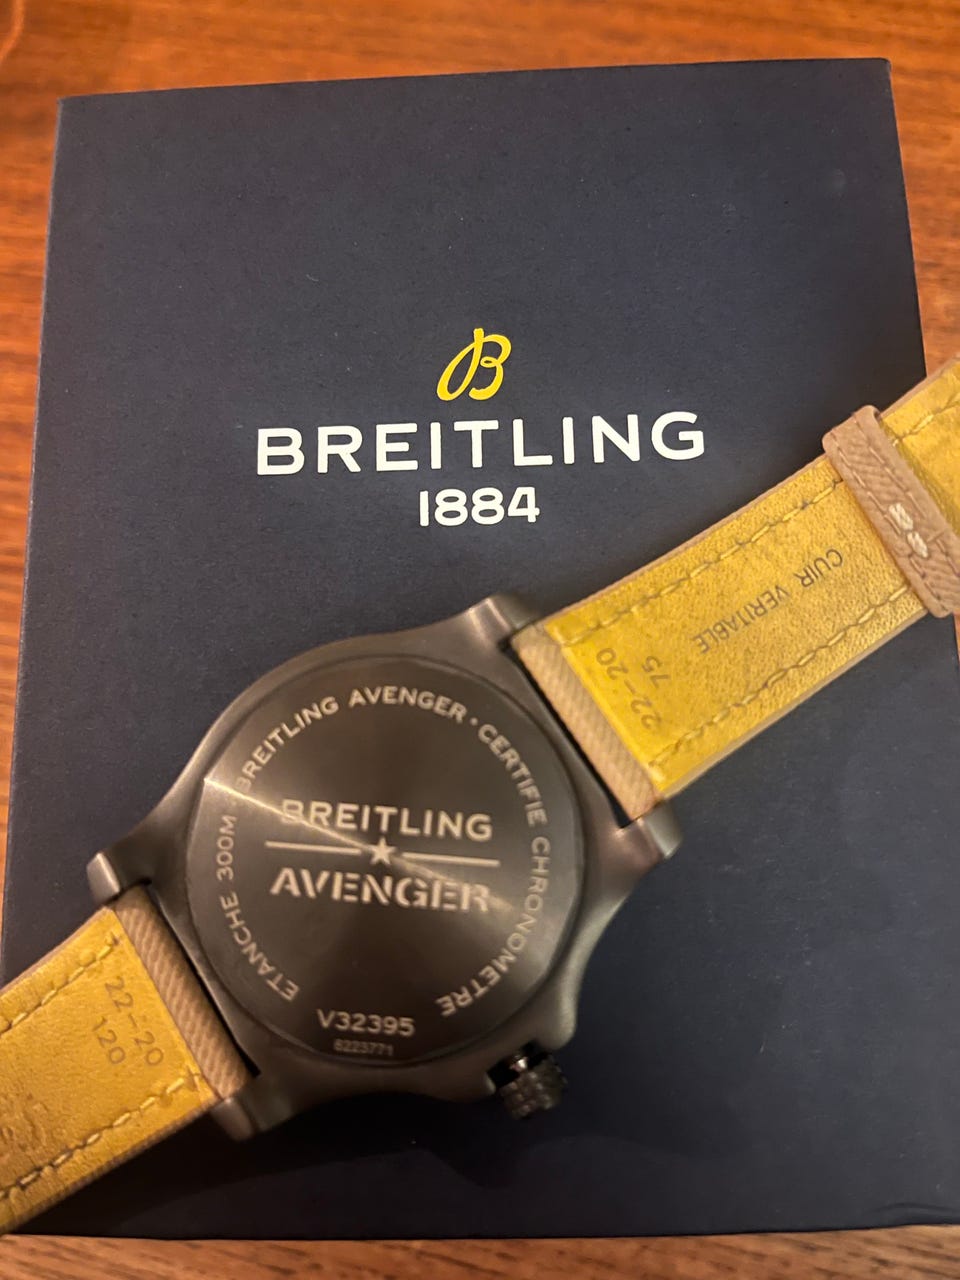 B
BREITLING
1884
CUIR VERITABLE
22-20
75
BREITLING AVENGER • CERTIFIE CHRONOMETRE
ETANCHE 300M
BREITLING
AVENGER
V32395
6223771
22-20
120